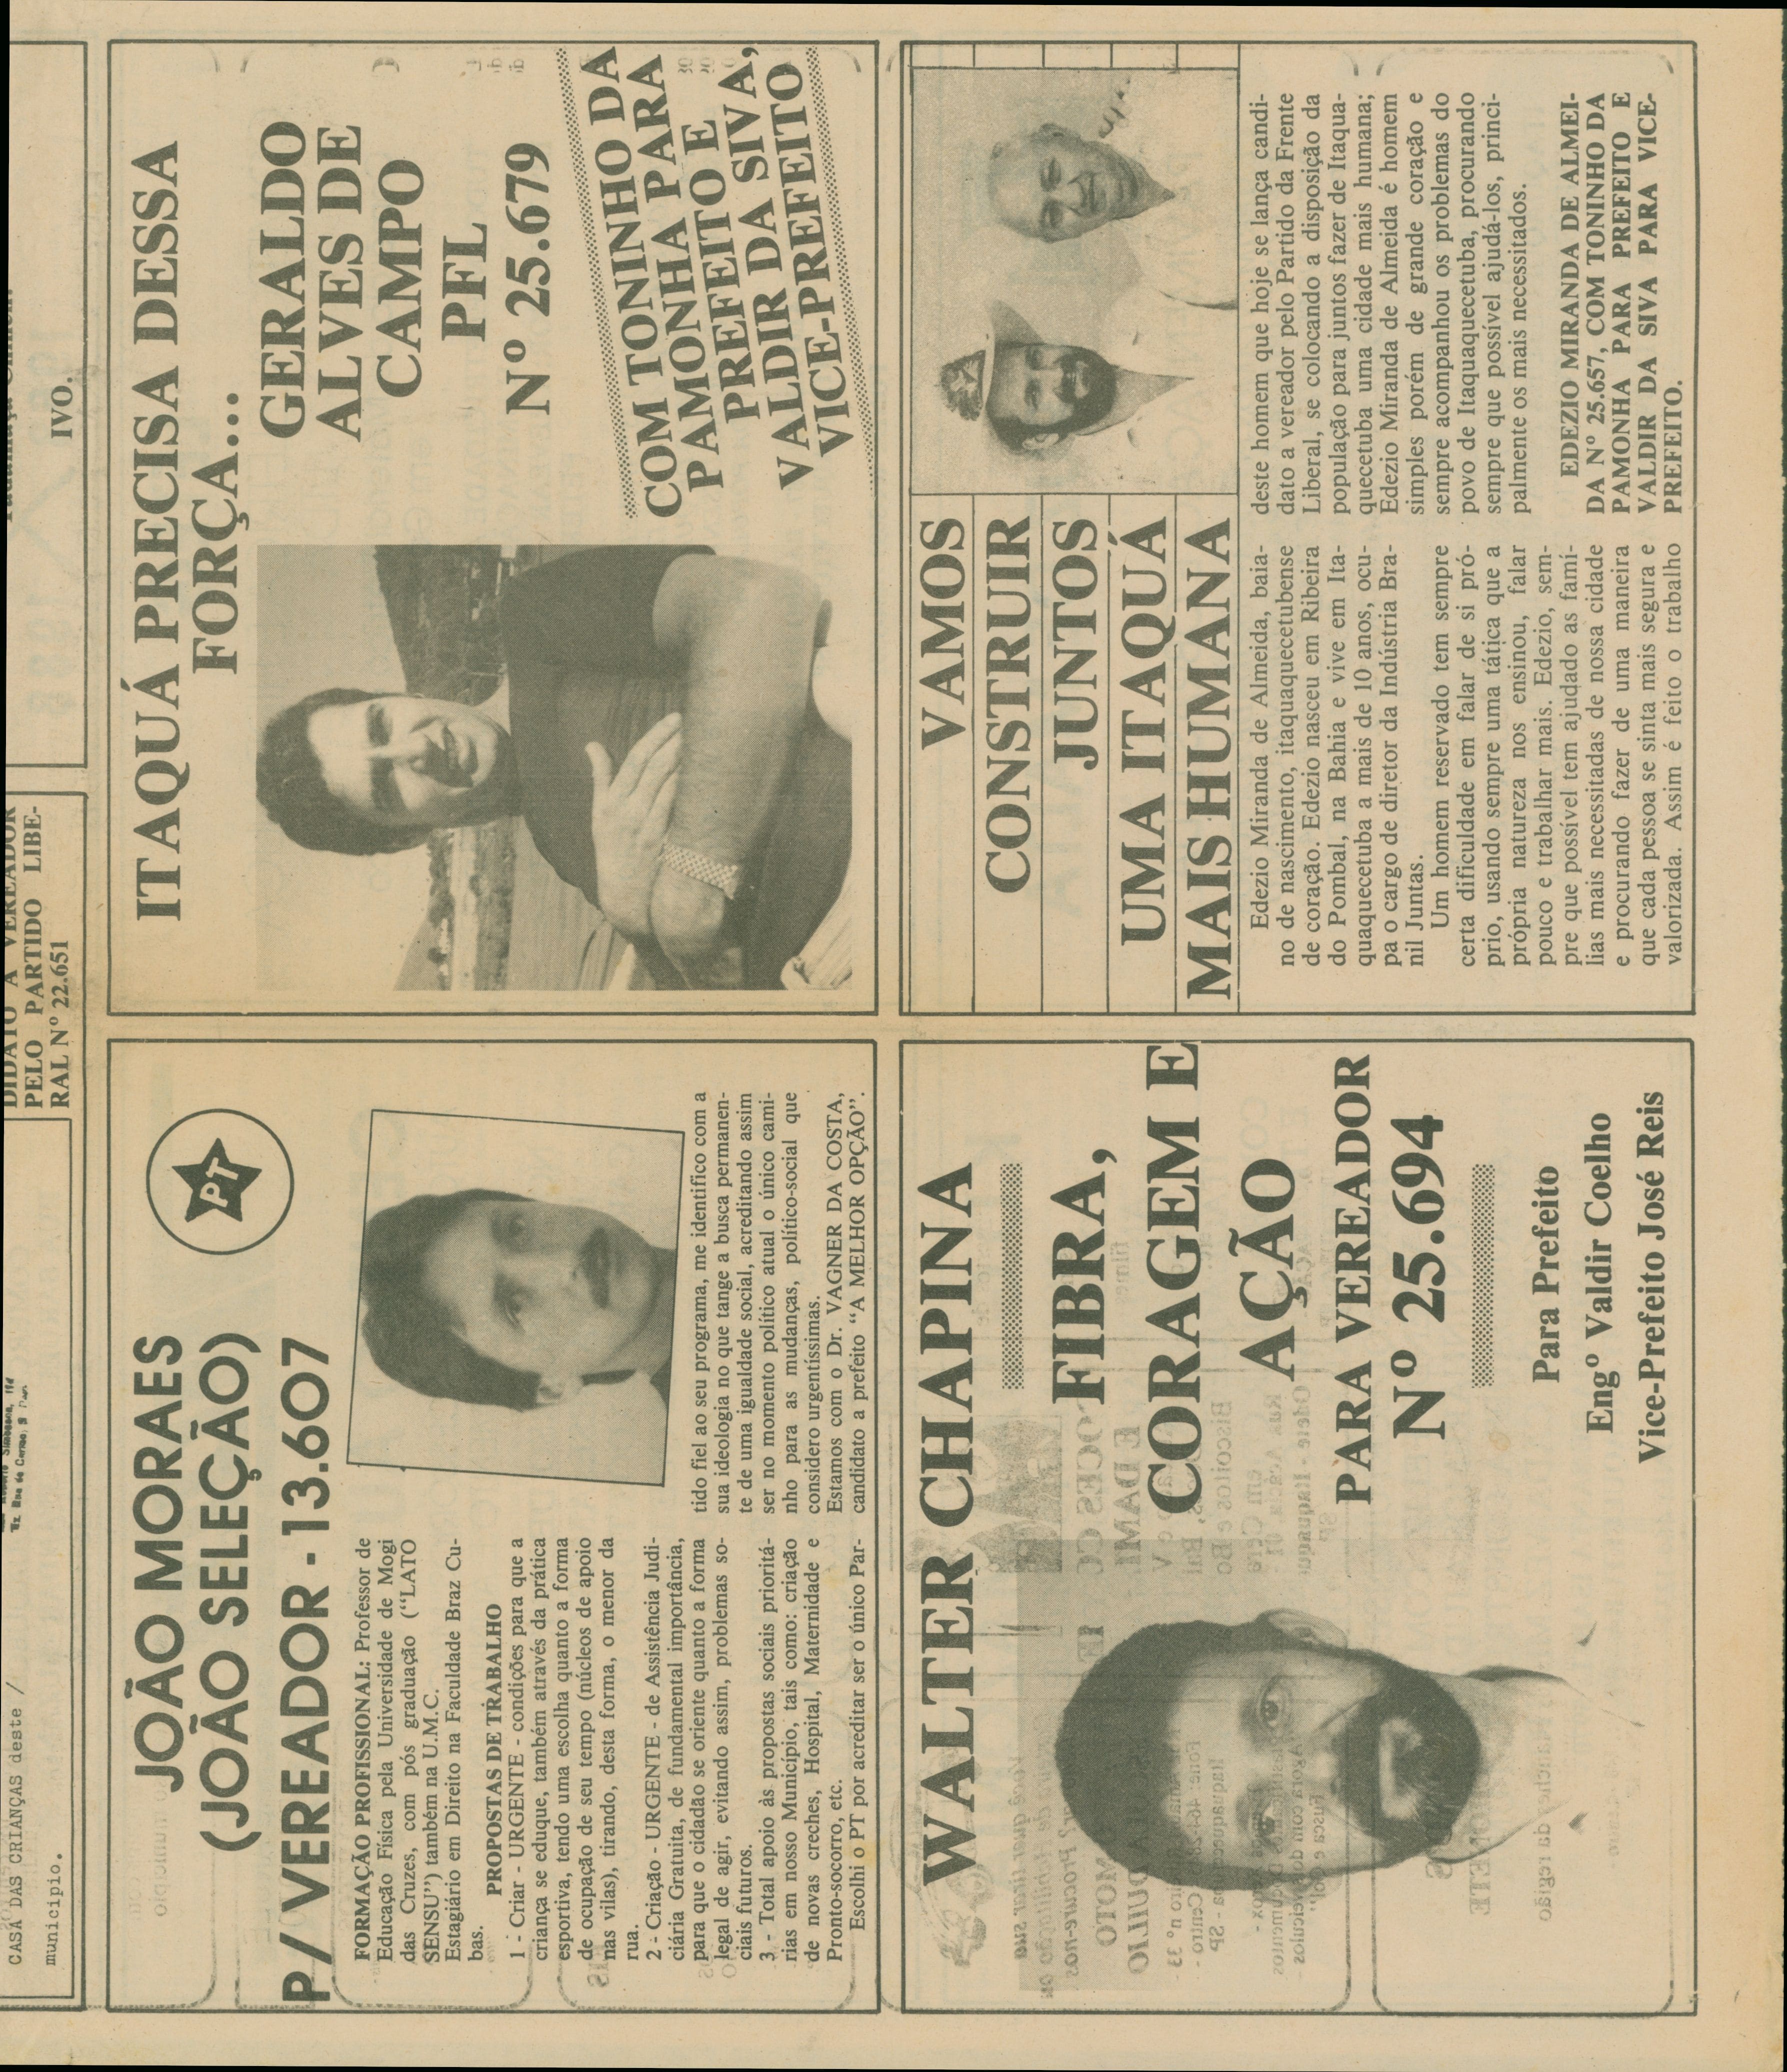 CASA DAS CRIANÇAS deste /
municipio.
DIDATO A VEREADOR
PELO PARTIDO LIBE-
RAL Nº 22.651
IVO.
JOÃO MORAES
(JOÃO SELEÇÃO)
P/ VEREADOR - 13.607
PT
FORMAÇÃO PROFISSIONAL: Professor de
Educação Física pela Universidade de Mogi
das Cruzes, com pós graduação (“LATO
SENSU”) também na U.M.C.
Estagiário em Direito na Faculdade Braz Cu-
bas.
PROPOSTAS DE TRABALHO
1 - Criar - URGENTE - condições para que a
criança se eduque, também através da prática
esportiva, tendo uma escolha quanto a forma
de ocupação de seu tempo (núcleos de apoio
nas vilas), tirando, desta forma, o menor da
rua.
2 - Criação - URGENTE - de Assistência Judi-
ciária Gratuita, de fundamental importância,
para que o cidadão se oriente quanto a forma
legal de agir, evitando assim, problemas so-
ciais futuros.
3 - Total apoio às propostas sociais prioritá-
rias em nosso Município, tais como: criação
de novas creches, Hospital, Maternidade e
Pronto-socorro, etc.
Escolhi o PT por acreditar ser o único Par-
tido fiel ao seu programa, me identifico com a
sua ideologia no que tange a busca permanen-
te de uma igualdade social, acreditando assim
ser no momento político atual o único cami-
nho para as mudanças, político-social que
considero urgentíssimas.
Estamos com o Dr. VAGNER DA COSTA,
candidato a prefeito “A MELHOR OPÇÃO”.
ITAQUÁ PRECISA DESSA
FORÇA...
GERALDO
ALVES DE
CAMPO
PFL
Nº 25.679
COM TONINHO DA
PAMONHA PARA
PREFEITO E
VALDIR DA SIVA,
VICE-PREFEITO
WALTER CHAPINA
FIBRA,
CORAGEM E
AÇÃO
PARA VEREADOR
Nº 25.694
Para Prefeito
Engº Valdir Coelho
Vice-Prefeito José Reis
VAMOS
CONSTRUIR
JUNTOS
UMA ITAQUÁ
MAIS HUMANA
Edezio Miranda de Almeida, baia-
no de nascimento, itaquaquecetubense
de coração. Edezio nasceu em Ribeira
do Pombal, na Bahia e vive em Ita-
quaquecetuba a mais de 10 anos, ocu-
pa o cargo de diretor da Indústria Bra-
nil Juntas.
Um homem reservado tem sempre
certa dificuldade em falar de si pró-
prio, usando sempre uma tática que a
própria natureza nos ensinou, falar
pouco e trabalhar mais. Edezio, sem-
pre que possível tem ajudado as famí-
lias mais necessitadas de nossa cidade
e procurando fazer de uma maneira
que cada pessoa se sinta mais segura e
valorizada. Assim é feito o trabalho
deste homem que hoje se lança candi-
dato a vereador pelo Partido da Frente
Liberal, se colocando a disposição da
população para juntos fazer de Itaqua-
quecetuba uma cidade mais humana;
Edezio Miranda de Almeida é homem
simples porém de grande coração e
sempre acompanhou os problemas do
povo de Itaquaquecetuba, procurando
sempre que possível ajudá-los, princi-
palmente os mais necessitados.
EDEZIO MIRANDA DE ALMEI-
DA Nº 25.657, COM TONINHO DA
PAMONHA PARA PREFEITO E
VALDIR DA SIVA PARA VICE-
PREFEITO.